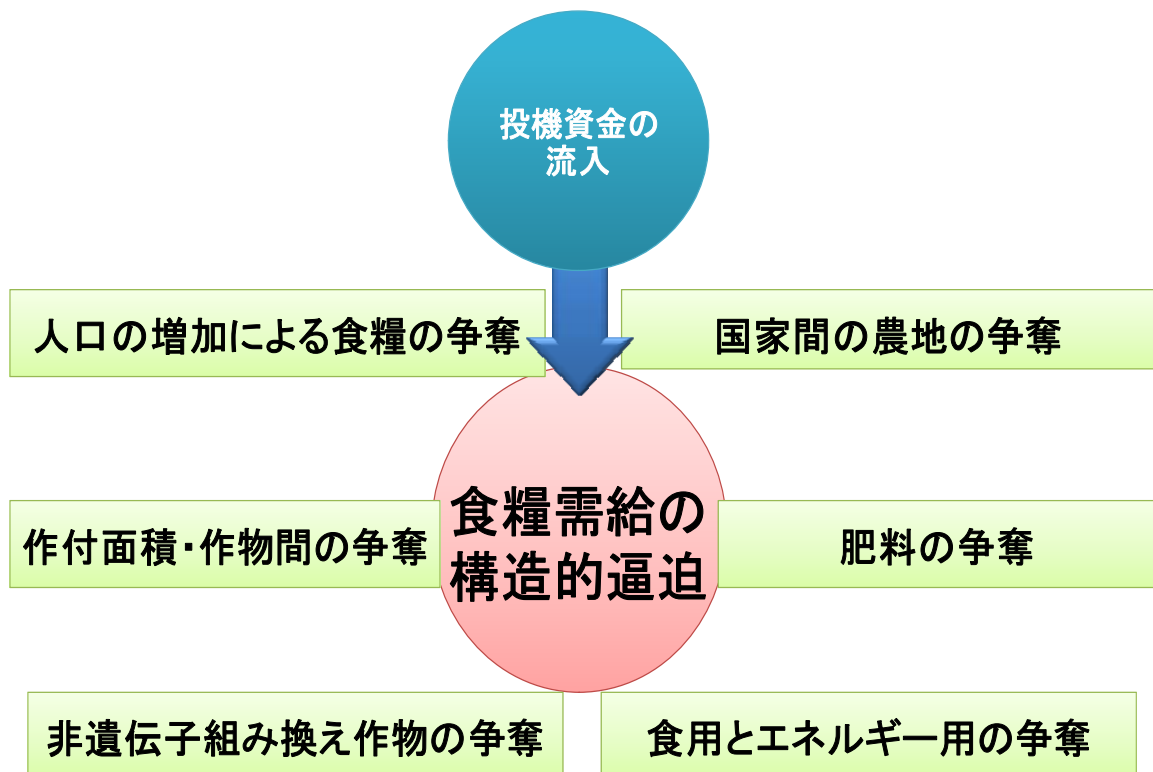 投機資金の
流入
人口の増加による食糧の争奪
国家間の農地の争奪
食糧需給の
構造的逼迫
作付面積・作物間の争奪
肥料の争奪
非遺伝子組み換え作物の争奪
食用とエネルギー用の争奪